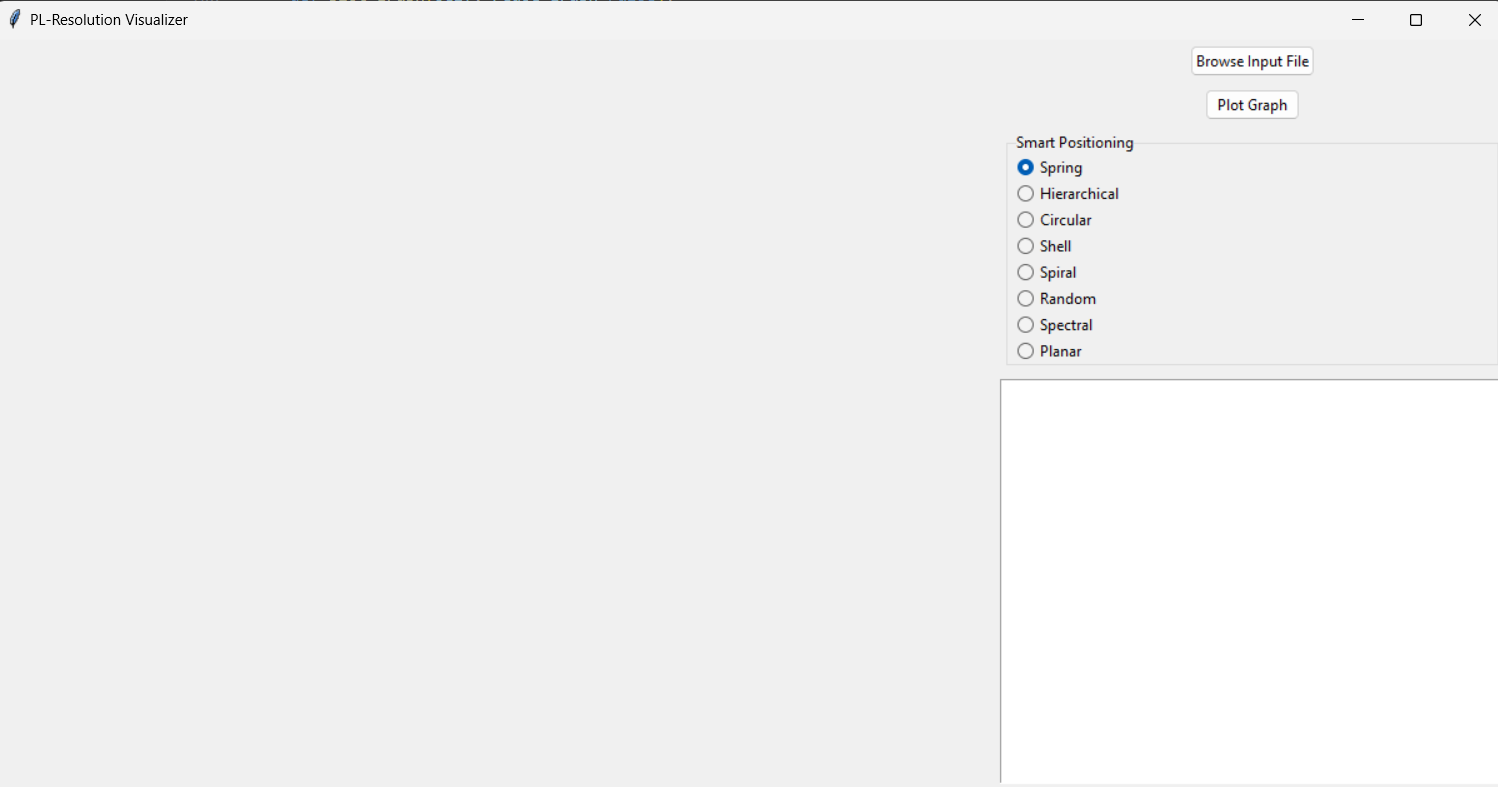 PL-Resolution Visualizer
Browse Input File
Plot Graph
Smart Positioning
Spring
Hierarchical
Circular
Shell
Spiral
Random
Spectral
Planar